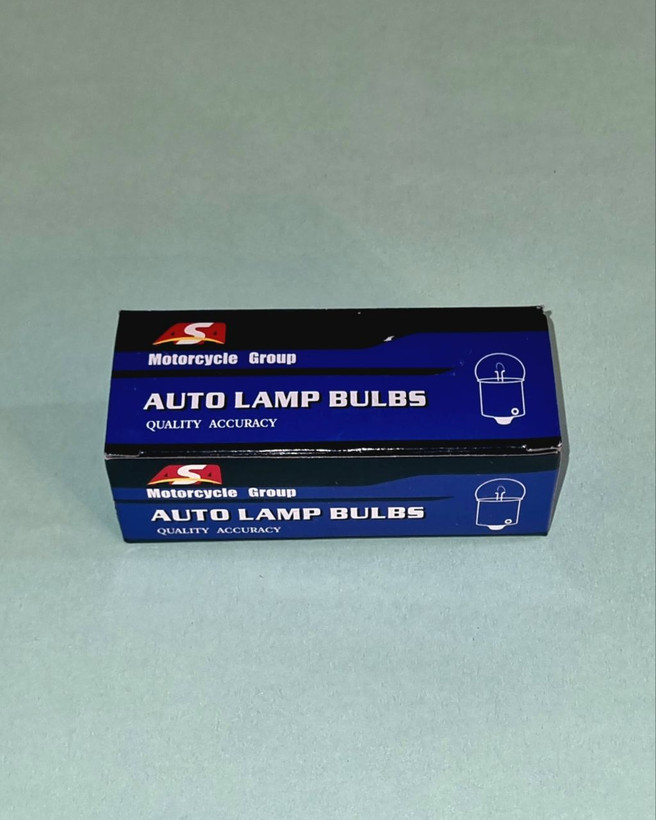 S
Motorcycle Group
AUTO LAMP BULBS
QUALITY ACCURACY
S
Motorcycle Group
AUTO LAMP BULBS
QUALITY ACCURACY